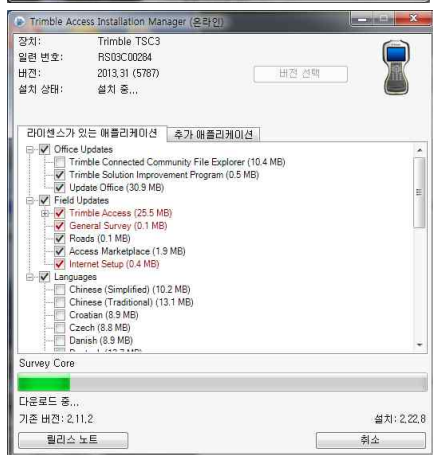 Trimble Access Installation Manager (온라인)
장치: Trimble TSC3
일련 번호: RS03C00284
버전: 2013,31 (5787)
버전 선택
설치 상태: 설치 중...
라이센스가 있는 애플리케이션 추가 애플리케이션
Office Updates
Trimble Connected Community File Explorer (10.4 MB)
Trimble Solution Improvement Program (0.5 MB)
Update Office (30.9 MB)
Field Updates
Trimble Access (25.5 MB)
General Survey (0.1 MB)
Roads (0.1 MB)
Access Marketplace (1.9 MB)
Internet Setup (0.4 MB)
Languages
Chinese (Simplified) (10.2 MB)
Chinese (Traditional) (13.1 MB)
Croatian (8.9 MB)
Czech (8.8 MB)
Danish (8.9 MB)
Survey Core
다운로드 중...
기존 버전: 2,11,2 설치: 2,22,8
릴리스 노트 취소